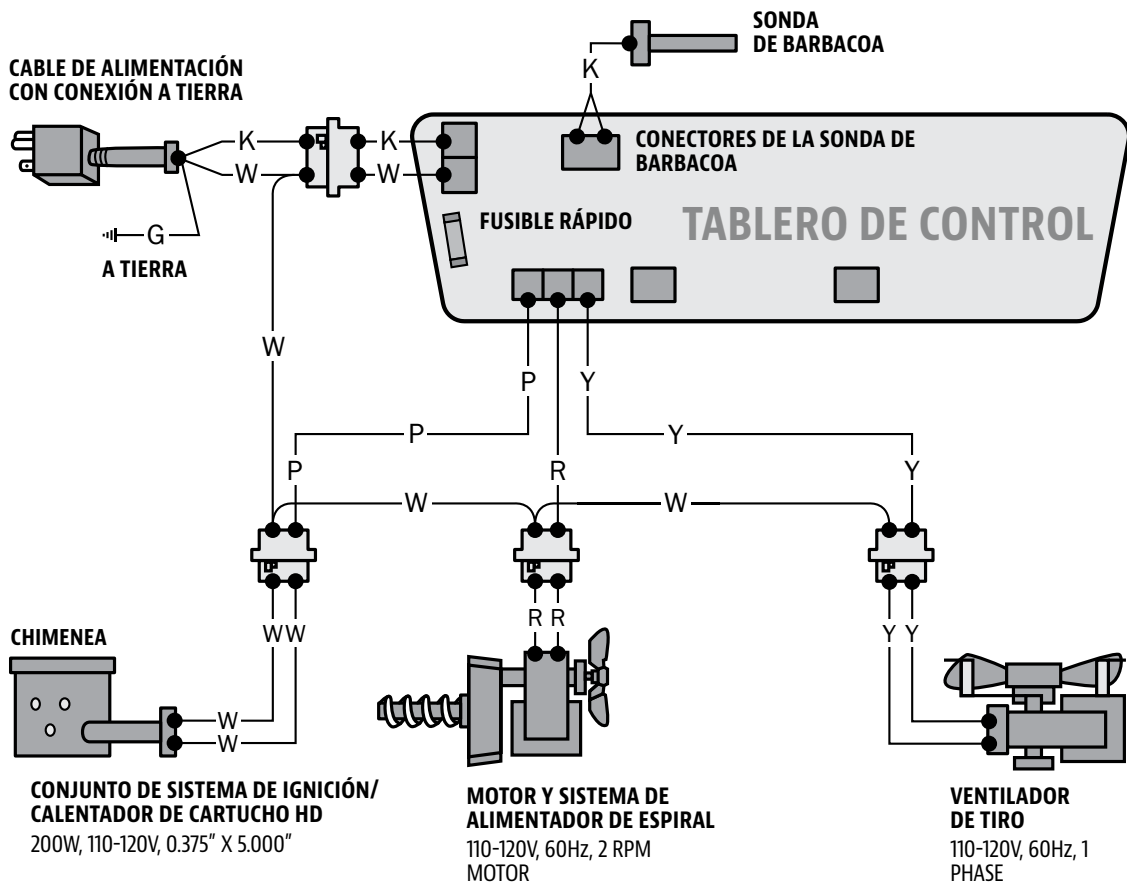 SONDA
DE BARBACOA
CABLE DE ALIMENTACIÓN
CON CONEXIÓN A TIERRA
K
K
K
CONECTORES DE LA SONDA DE
BARBACOA
W
W
FUSIBLE RÁPIDO
TABLERO DE CONTROL
G
A TIERRA
W
P
Y
P
Y
P
R
Y
W
W
R R
CHIMENEA
W W
Y Y
W
W
CONJUNTO DE SISTEMA DE IGNICIÓN/
CALENTADOR DE CARTUCHO HD
200W, 110-120V, 0.375" X 5.000"
MOTOR Y SISTEMA DE
ALIMENTADOR DE ESPIRAL
110-120V, 60Hz, 2 RPM
MOTOR
VENTILADOR
DE TIRO
110-120V, 60Hz, 1
PHASE